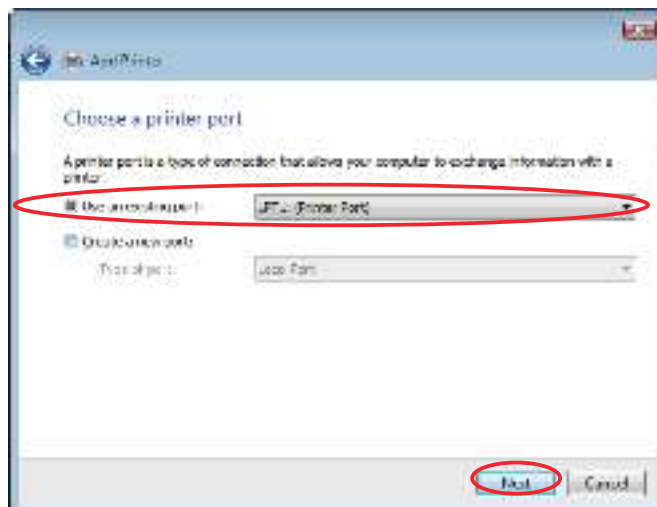 Add Printer
Choose a printer port
A printer port is a type of connection that allows your computer to exchange information with a
printer.
Use an existing port: (Printer Port)
Create a new port:
Type of port: Local Port
Next Cancel